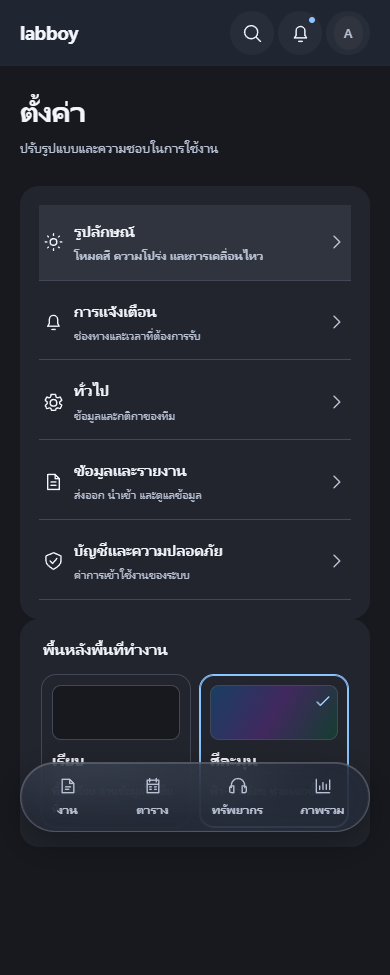 labboy
A
ตั้งค่า
ปรับรูปแบบและความชอบในการใช้งาน
รูปลักษณ์
โหมดสี ความโปร่ง และการเคลื่อนไหว
การแจ้งเตือน
ช่องทางและเวลาที่ต้องการรับ
ทั่วไป
ข้อมูลและกติกาของทีม
ข้อมูลและรายงาน
ส่งออก นำเข้า และดูแลข้อมูล
บัญชีและความปลอดภัย
ค่าการเข้าใช้งานของระบบ
พื้นหลังพื้นที่ทำงาน
เรียบ
สีละมุน
งาน
ตาราง
ทรัพยากร
ภาพรวม